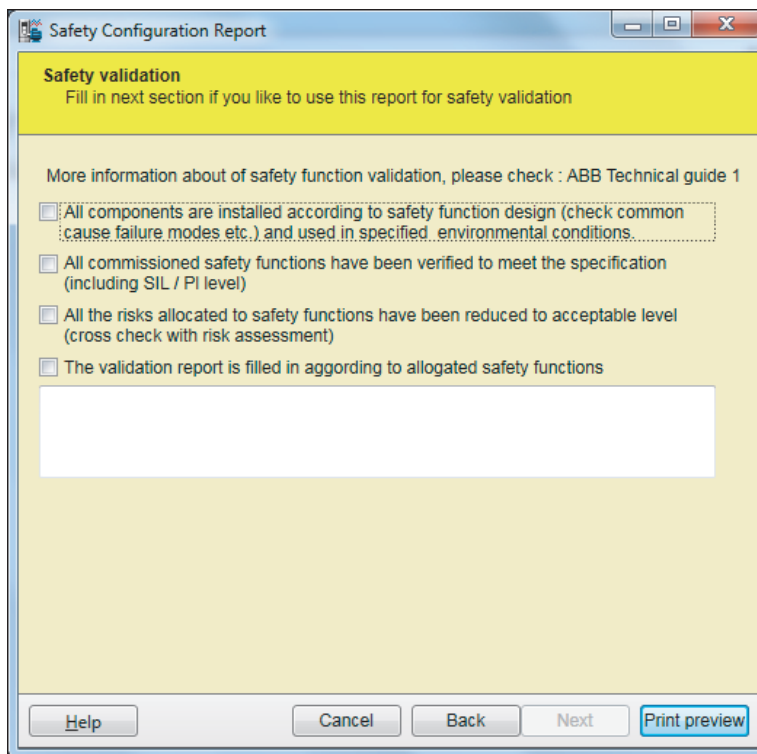 Safety Configuration Report
Safety validation
Fill in next section if you like to use this report for safety validation
More information about of safety function validation, please check : ABB Technical guide 1
All components are installed according to safety function design (check common
cause failure modes etc.) and used in specified environmental conditions.
All commissioned safety functions have been verified to meet the specification
(including SIL / Pl level)
All the risks allocated to safety functions have been reduced to acceptable level
(cross check with risk assessment)
The validation report is filled in aggording to allogated safety functions
Help
Cancel
Back
Next
Print preview